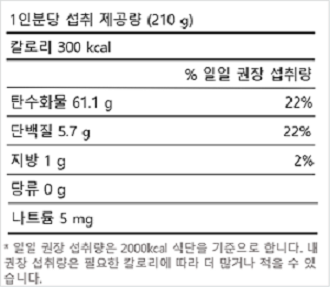 1인분당 섭취 제공량 (210 g)
칼로리 300 kcal
% 일일 권장 섭취량
탄수화물 61.1 g 22%
단백질 5.7 g 22%
지방 1 g 2%
당류 0 g
나트륨 5 mg
* 일일 권장 섭취량은 2000kcal 식단을 기준으로 합니다. 내
권장 섭취량은 필요한 칼로리에 따라 더 많거나 적을 수 있
습니다.